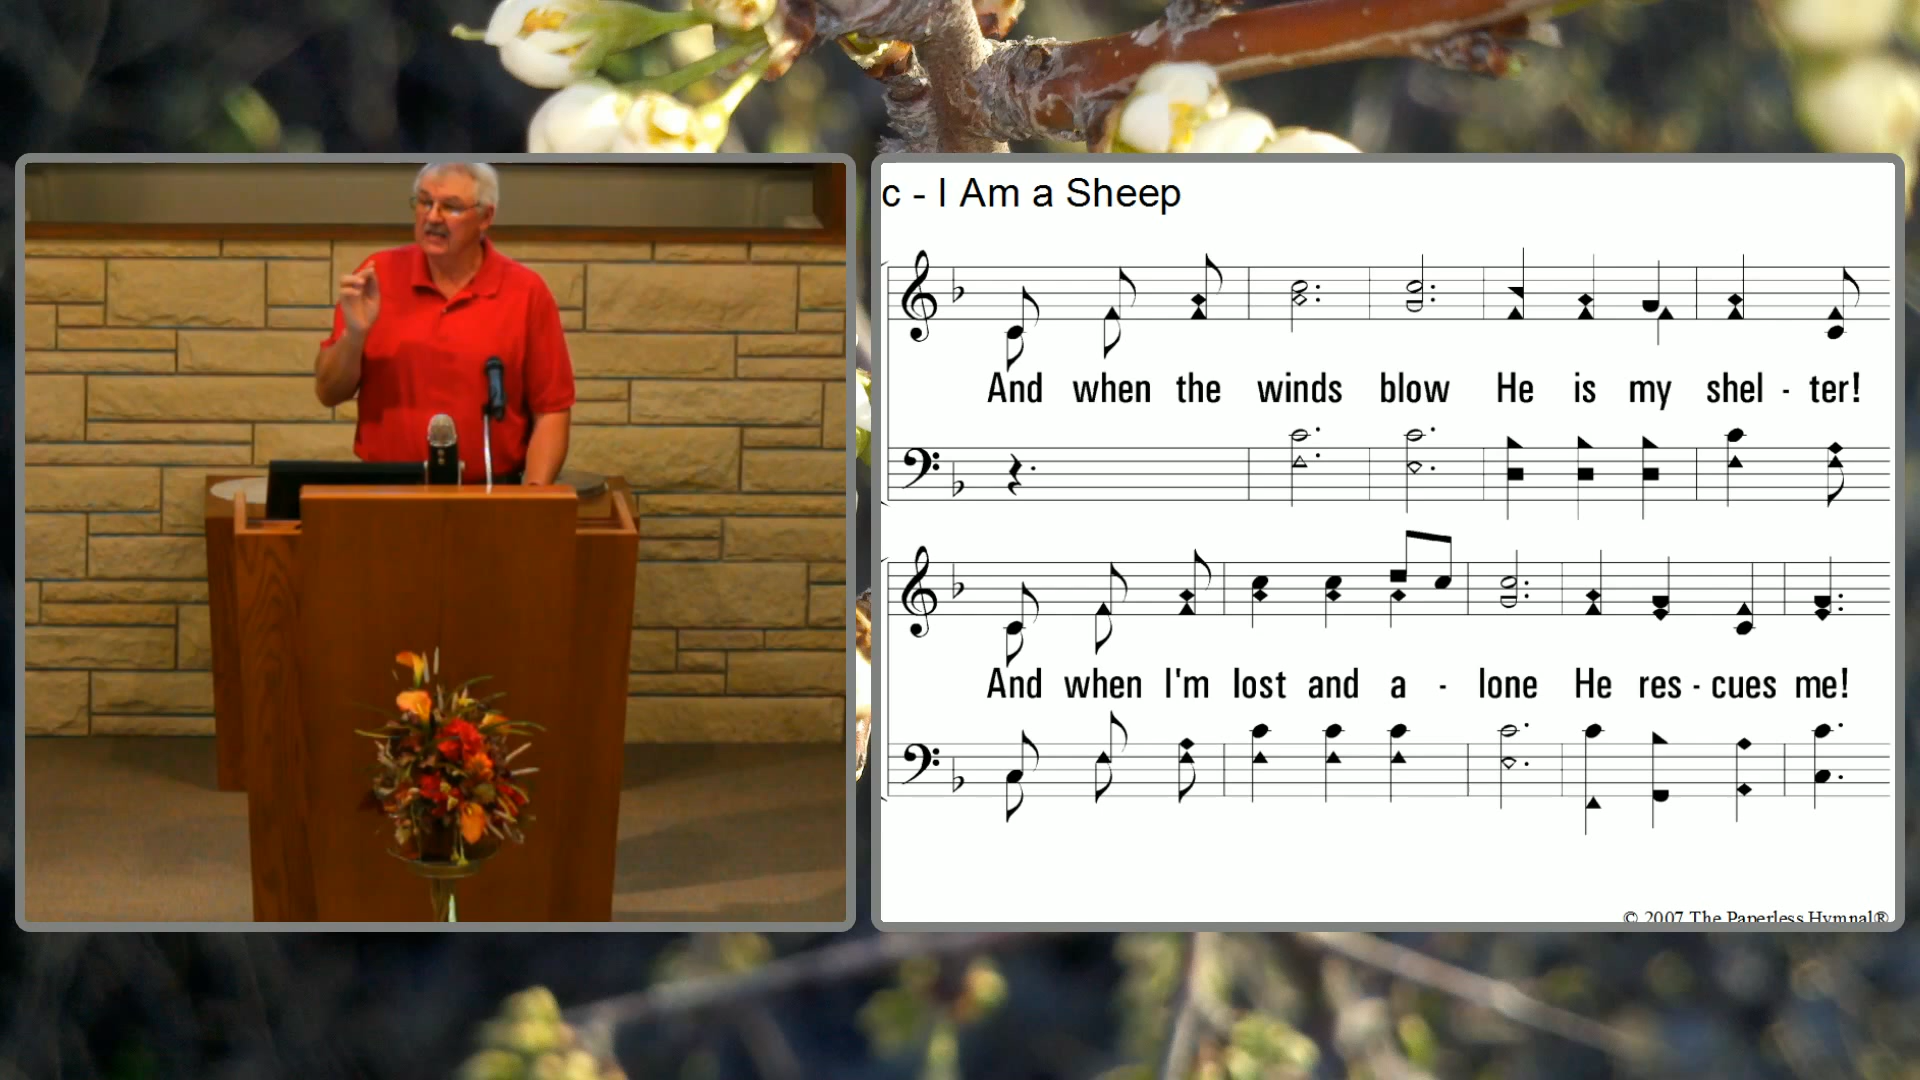 c - I Am a Sheep
And when the winds blow He is my shel - ter!
And when I'm lost and a - lone He res - cues me!
© 2007 The Paperless Hymnal®